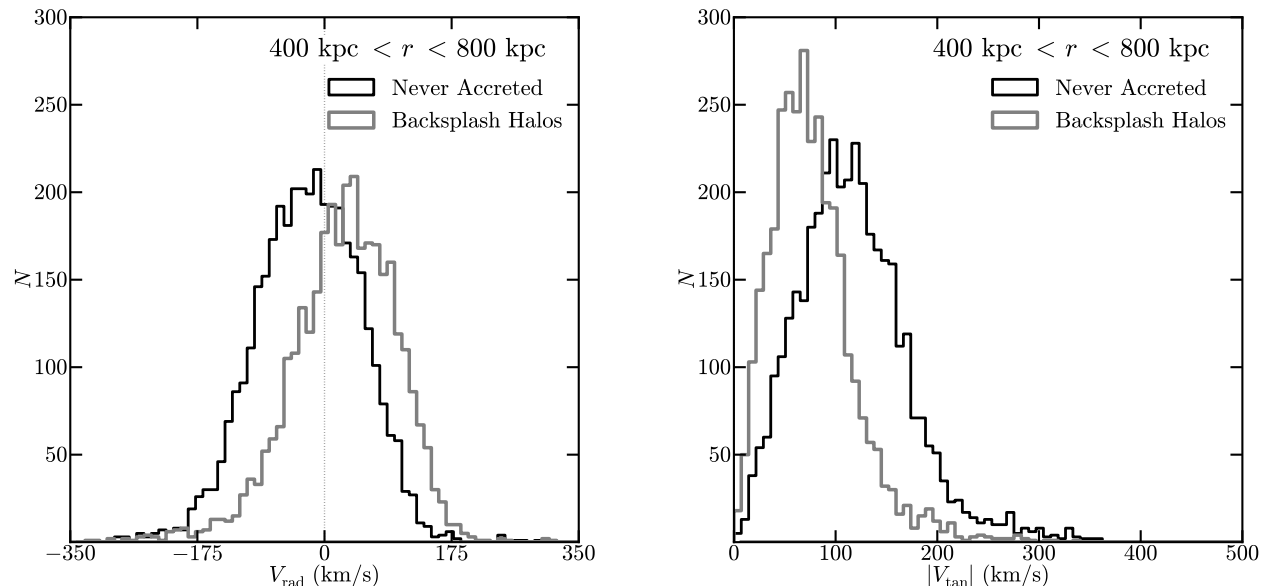 300
250
200
150
100
50
N
400 kpc < r < 800 kpc
Never Accreted
Backsplash Halos
−350
−175
0
175
350
V_rad (km/s)
300
250
200
150
100
50
N
400 kpc < r < 800 kpc
Never Accreted
Backsplash Halos
0
100
200
300
400
500
|V_tan| (km/s)